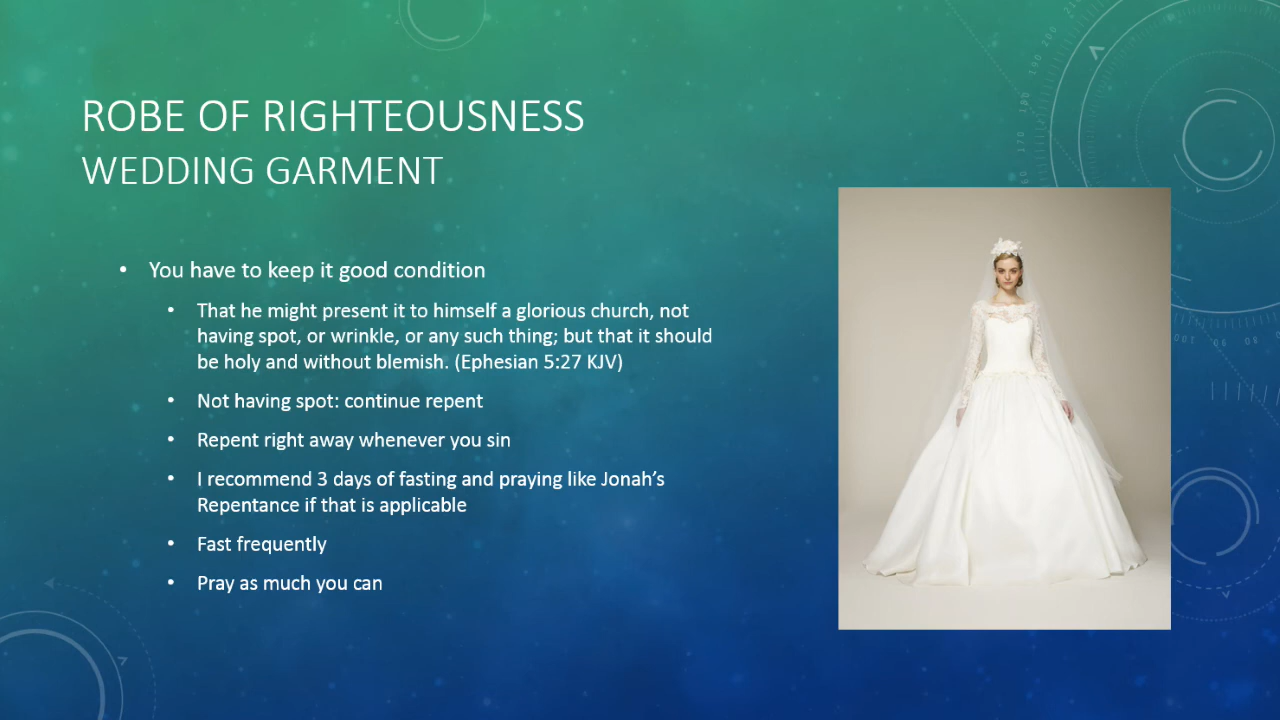 ROBE OF RIGHTEOUSNESS
WEDDING GARMENT
• You have to keep it good condition
• That he might present it to himself a glorious church, not
having spot, or wrinkle, or any such thing; but that it should
be holy and without blemish. (Ephesian 5:27 KJV)
• Not having spot: continue repent
• Repent right away whenever you sin
• I recommend 3 days of fasting and praying like Jonah’s
Repentance if that is applicable
• Fast frequently
• Pray as much you can